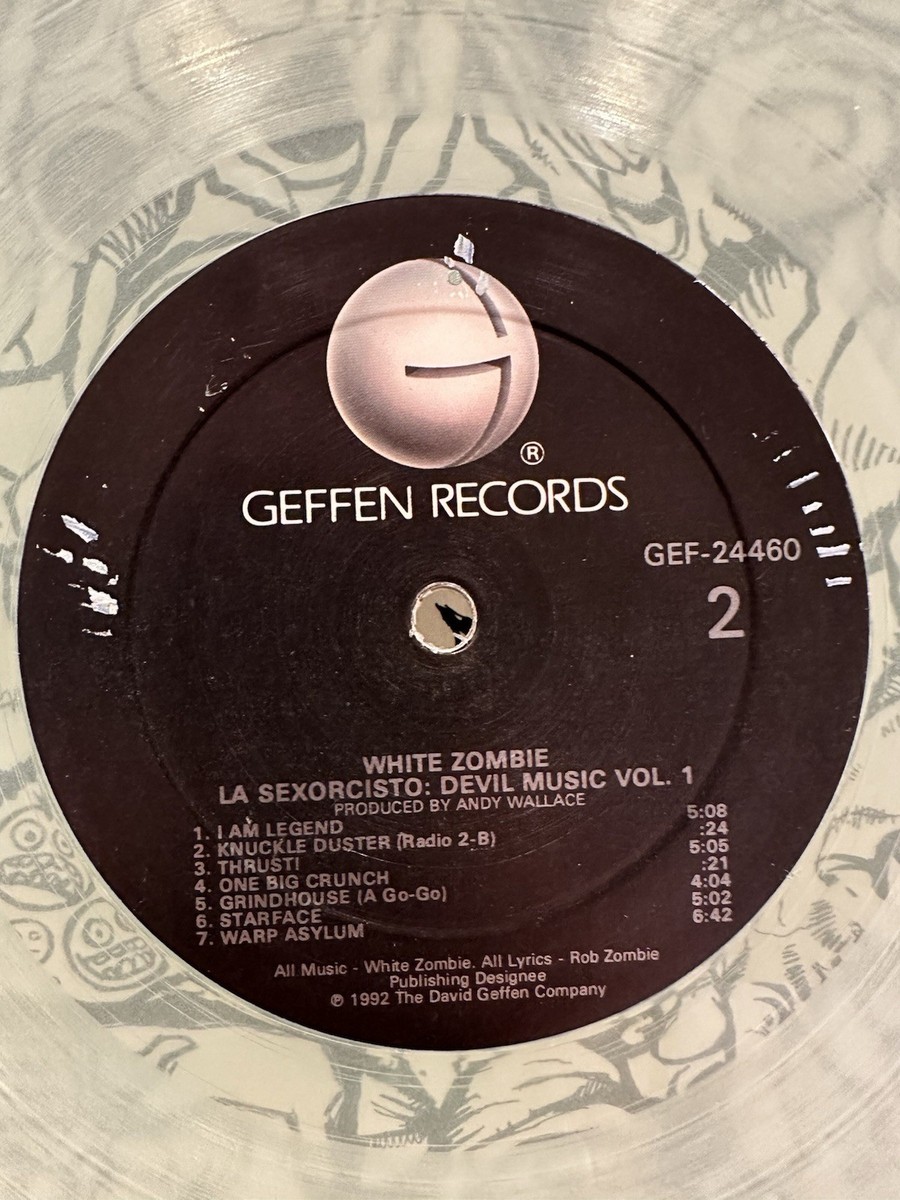 ®
GEFFEN RECORDS
GEF-24460
2
WHITE ZOMBIE
LA SEXORCISTO: DEVIL MUSIC VOL. 1
PRODUCED BY ANDY WALLACE
1. I AM LEGEND 5:08
2. KNUCKLE DUSTER (Radio 2-B) :24
3. THRUST! 5:05
4. ONE BIG CRUNCH :21
5. GRINDHOUSE (A Go-Go) 4:04
6. STARFACE 5:02
7. WARP ASYLUM 6:42
All Music - White Zombie. All Lyrics - Rob Zombie
Publishing Designee
℗ 1992 The David Geffen Company